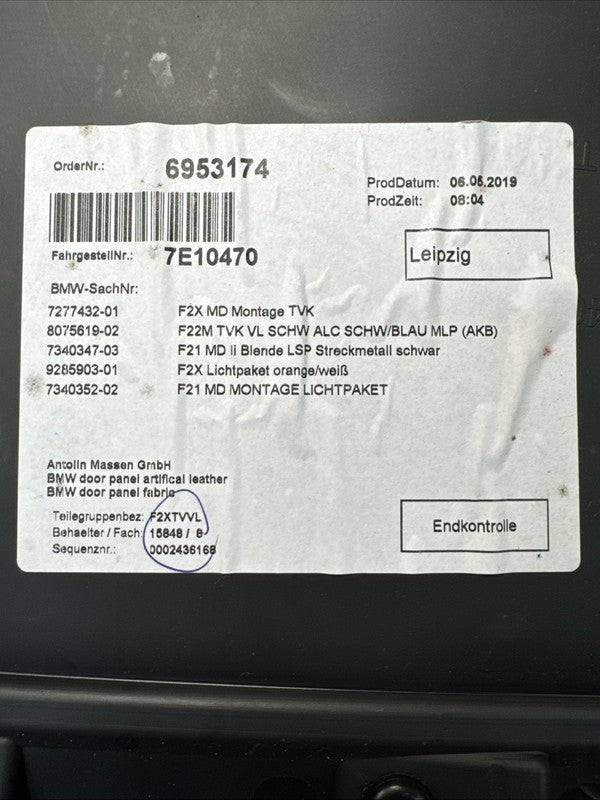 OrderNr.: 6953174
ProdDatum: 06.05.2019
ProdZeit: 08:04
FahrgestellNr.: 7E10470
Leipzig
BMW-SachNr:
7277432-01 F2X MD Montage TVK
8075619-02 F22M TVK VL SCHW ALC SCHW/BLAU MLP (AKB)
7340347-03 F21 MD li Blende LSP Streckmetall schwar
9285903-01 F2X Lichtpaket orange/weiß
7340352-02 F21 MD MONTAGE LICHTPAKET
Antolin Massen GmbH
BMW door panel artifical leather
BMW door panel fabric
Teilegruppenbez: F2XTVVL
Behaelter / Fach: 15848 / 8
Sequenznr.: 0002436168
Endkontrolle